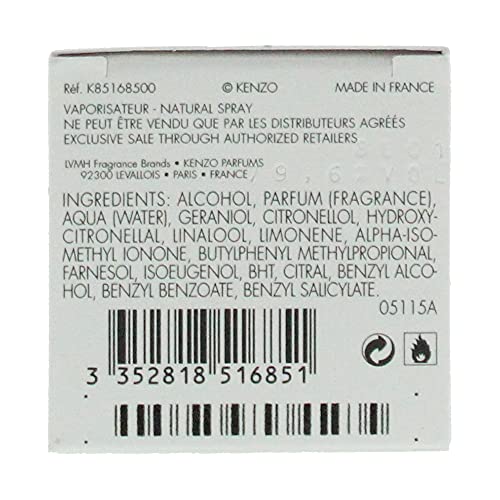 Réf. K85168500 © KENZO MADE IN FRANCE
VAPORISATEUR - NATURAL SPRAY
NE PEUT ÊTRE VENDU QUE PAR LES DISTRIBUTEURS AGRÉÉS
EXCLUSIVE SALE THROUGH AUTHORIZED RETAILERS
LVMH Fragrance Brands • KENZO PARFUMS
92300 LEVALLOIS • PARIS • FRANCE
INGREDIENTS: ALCOHOL, PARFUM (FRAGRANCE),
AQUA (WATER), GERANIOL, CITRONELLOL, HYDROXY-
CITRONELLAL, LINALOOL, LIMONENE, ALPHA-ISO-
METHYL IONONE, BUTYLPHENYL METHYLPROPIONAL,
FARNESOL, ISOEUGENOL, BHT, CITRAL, BENZYL ALCO-
HOL, BENZYL BENZOATE, BENZYL SALICYLATE.
05115A
3 352818 516851